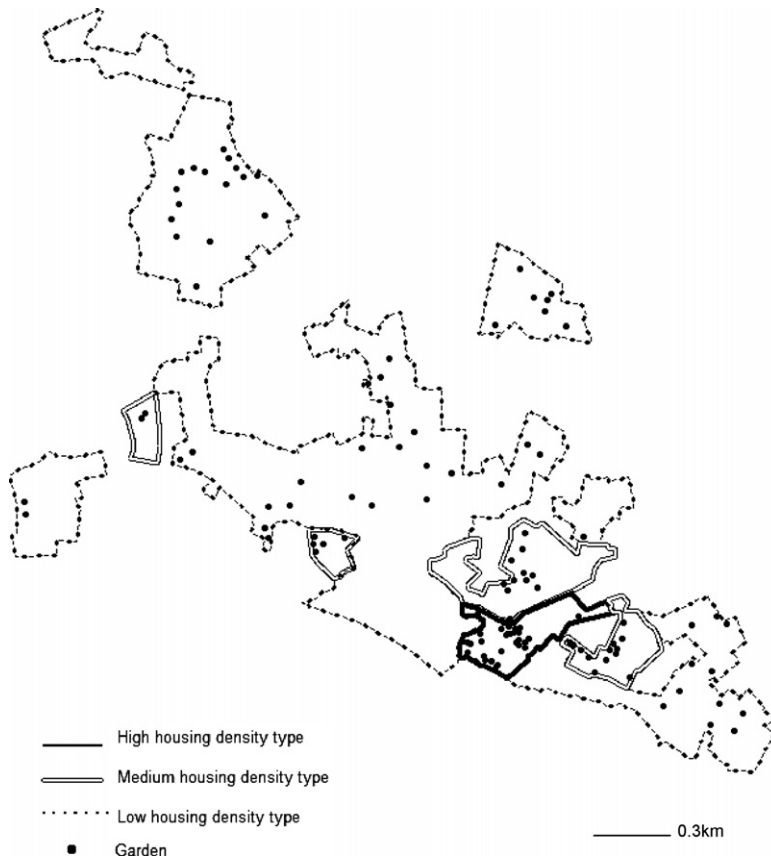 High housing density type
Medium housing density type
Low housing density type
Garden
0.3km